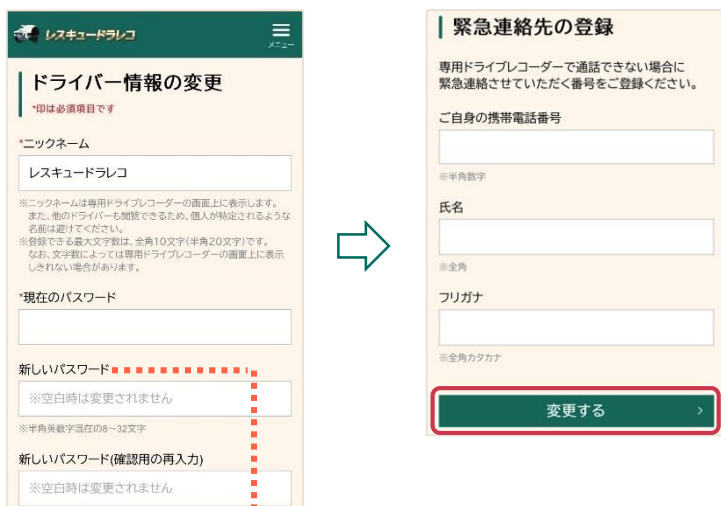 レスキュードラレコ
メニュー
ドライバー情報の変更
*印は必須項目です
*ニックネーム
レスキュードラレコ
※ニックネームは専用ドライブレコーダーの画面上に表示します。
また、他のドライバーも閲覧できるため、個人が特定されるような
名前は避けてください。
※登録できる最大文字数は、全角10文字(半角20文字)です。
なお、文字数によっては専用ドライブレコーダーの画面上に表示
しきれない場合があります。
*現在のパスワード
新しいパスワード
※空白時は変更されません
※半角英数字混在の8～32文字
新しいパスワード(確認用の再入力)
※空白時は変更されません
緊急連絡先の登録
専用ドライブレコーダーで通話できない場合に
緊急連絡させていただく番号をご登録ください。
ご自身の携帯電話番号
※半角数字
氏名
※全角
フリガナ
※全角カタカナ
変更する